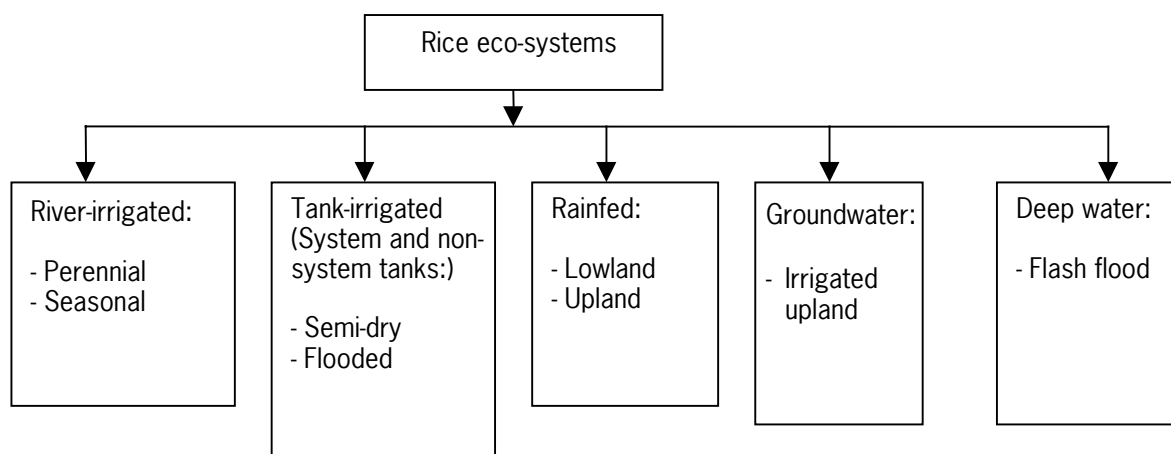 Rice eco-systems
River-irrigated:
- Perennial
- Seasonal
Tank-irrigated
(System and non-
system tanks:)
- Semi-dry
- Flooded
Rainfed:
- Lowland
- Upland
Groundwater:
- Irrigated
upland
Deep water:
- Flash flood